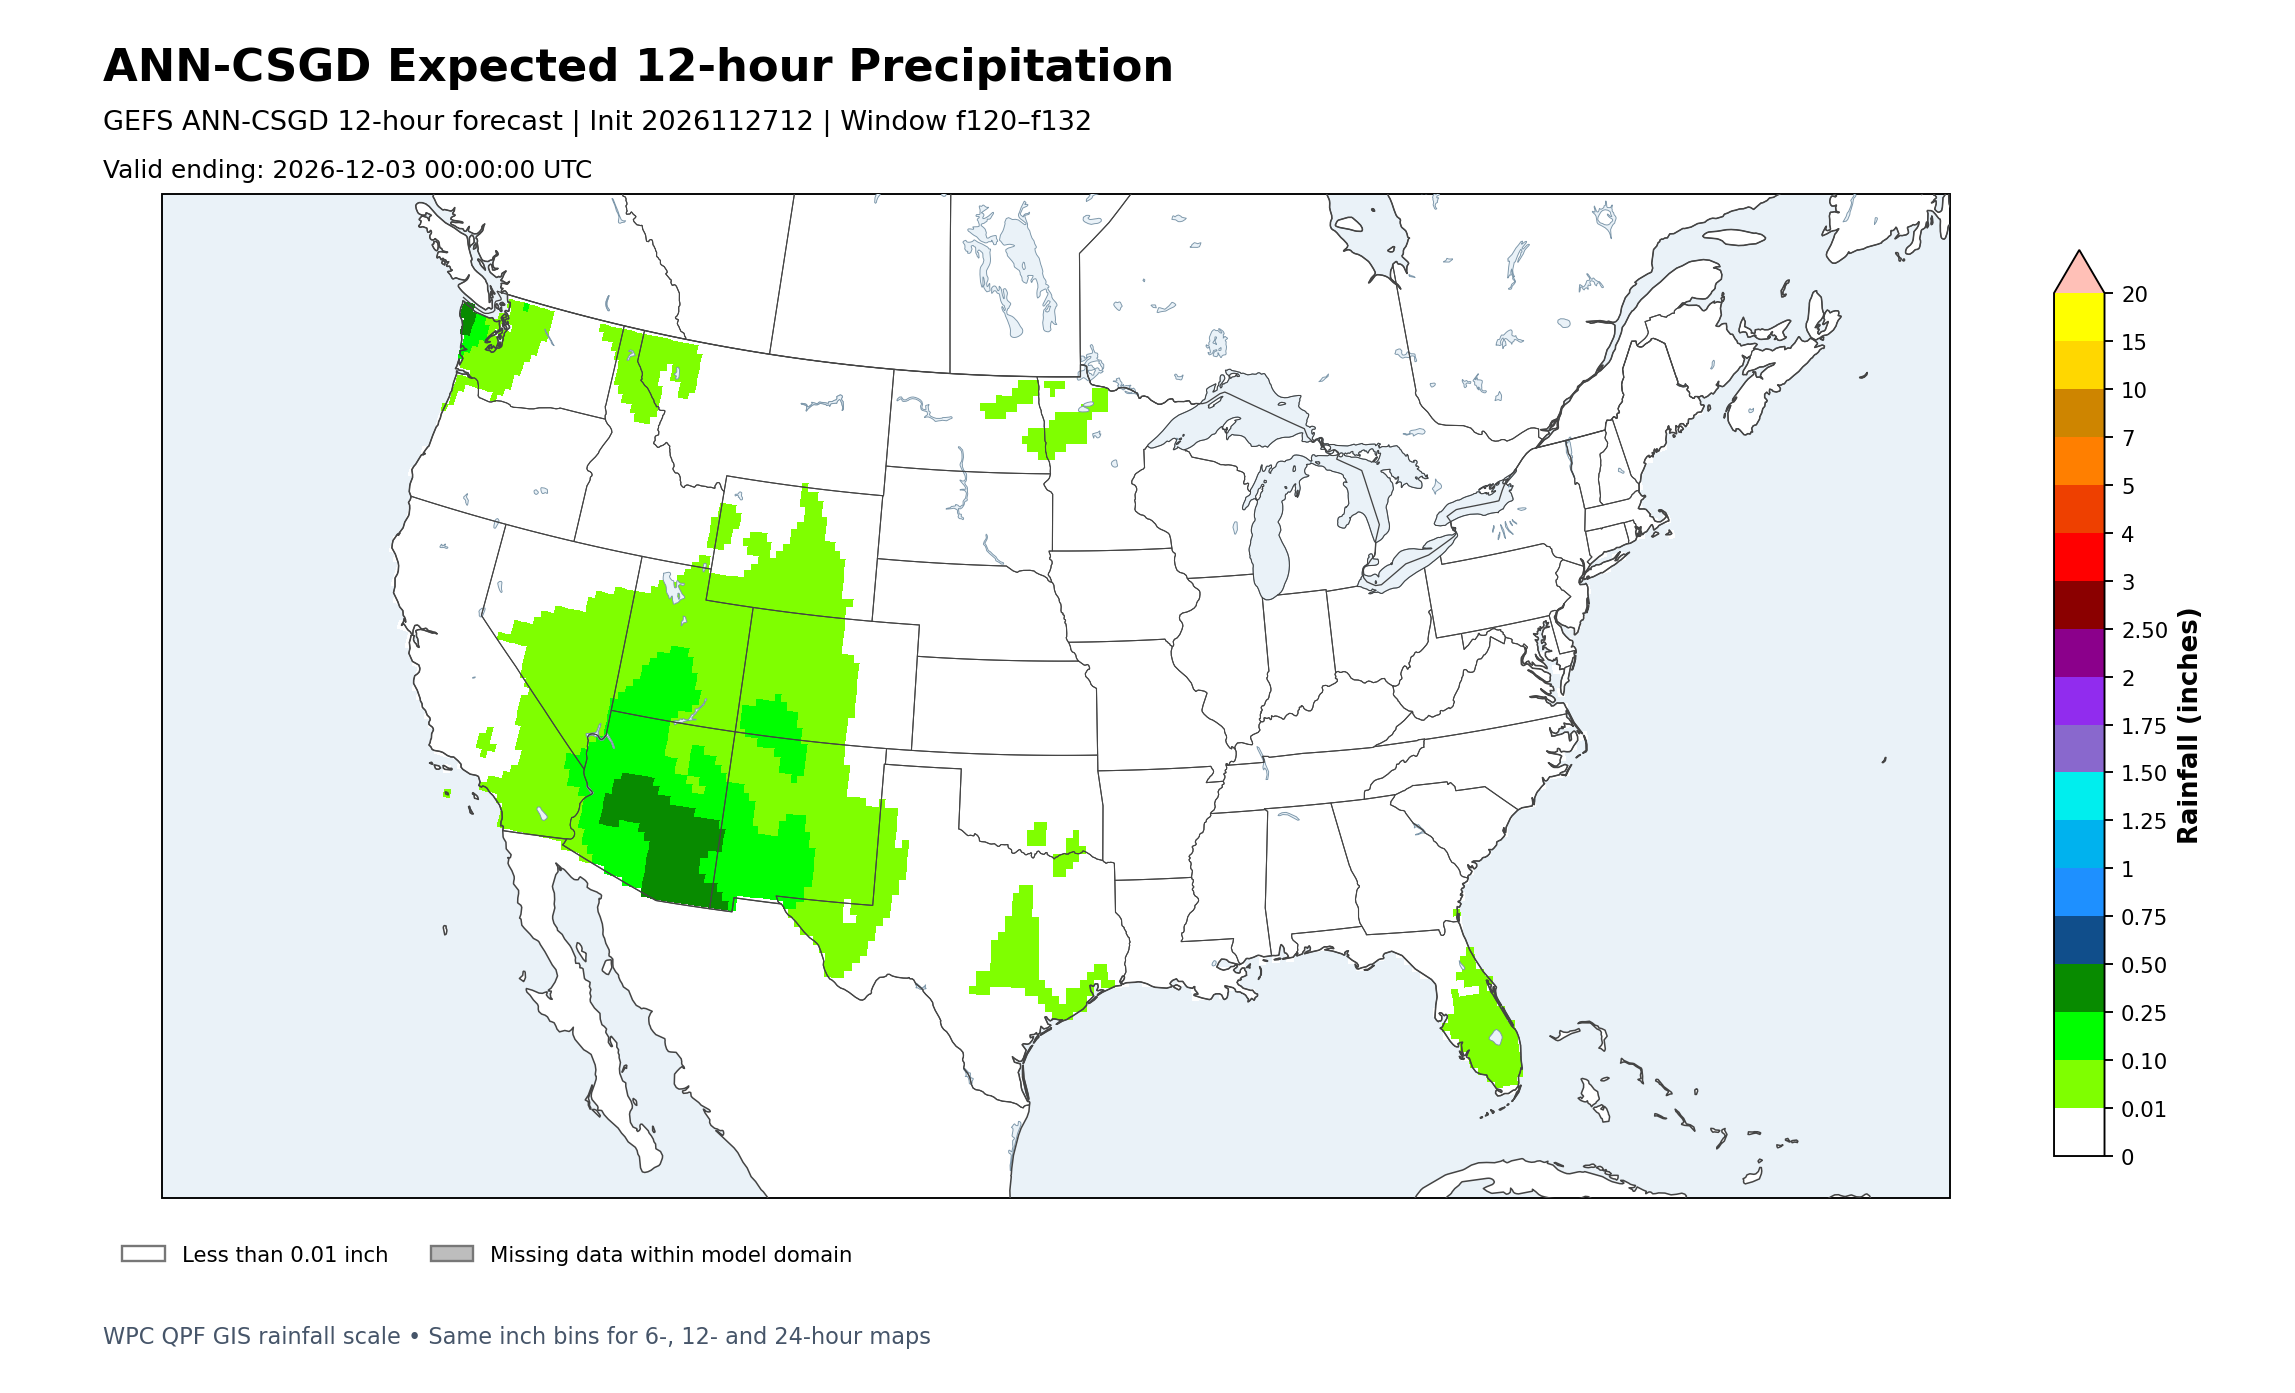 ANN-CSGD Expected 12-hour Precipitation
GEFS ANN-CSGD 12-hour forecast | Init 2026112712 | Window f120–f132
Valid ending: 2026-12-03 00:00:00 UTC
20
15
10
7
5
4
3
2.50
2
1.75
1.50
1.25
1
0.75
0.50
0.25
0.10
0.01
0
Rainfall (inches)
Less than 0.01 inch
Missing data within model domain
WPC QPF GIS rainfall scale • Same inch bins for 6-, 12- and 24-hour maps